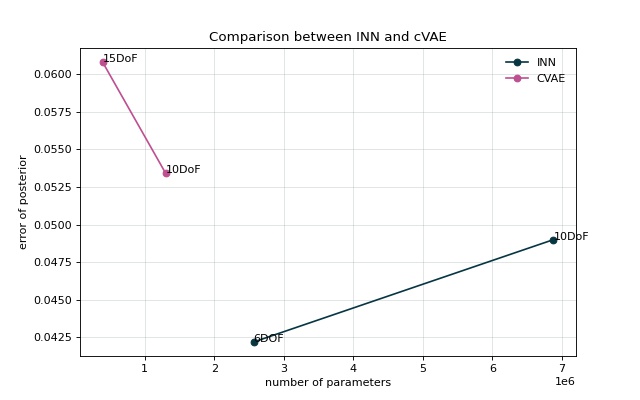 Comparison between INN and cVAE
15DoF
INN
CVAE
0.0600
0.0575
0.0550
10DoF
0.0525
error of posterior
0.0500
10DoF
0.0475
0.0450
6DOF
0.0425
1 2 3 4 5 6 7
1e6
number of parameters